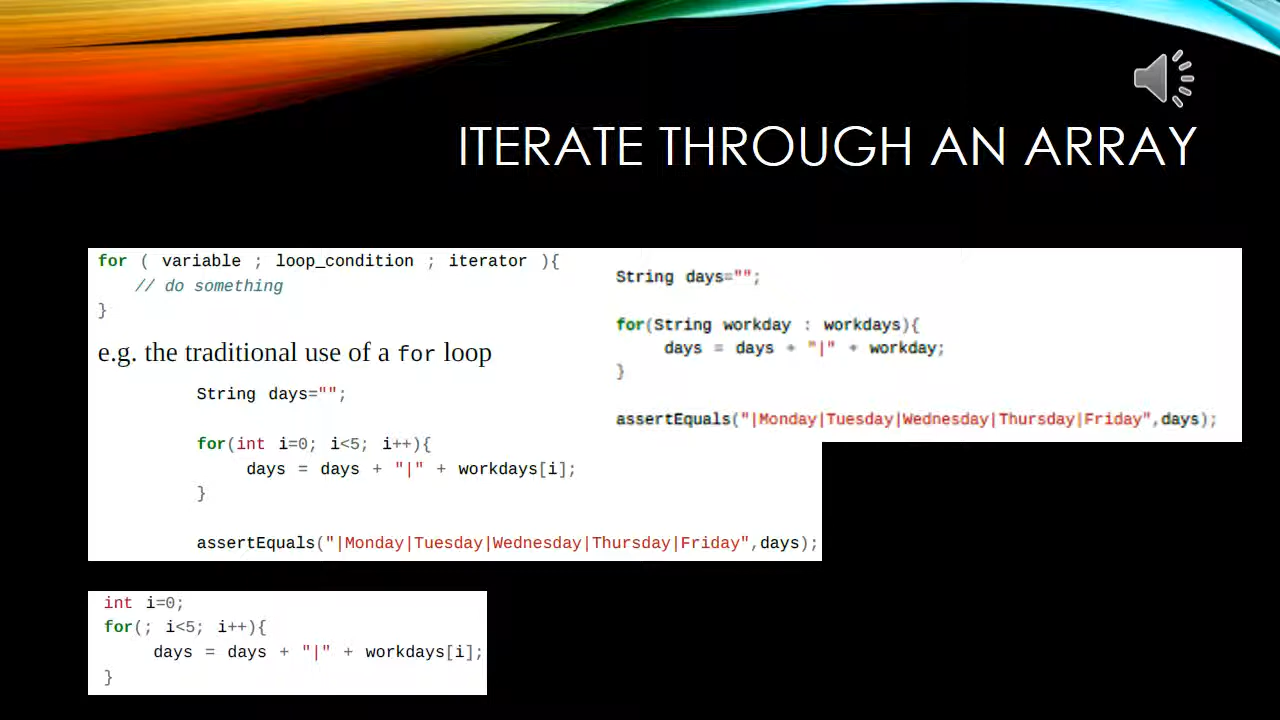 ITERATE THROUGH AN ARRAY
for ( variable ; loop_condition ; iterator ){
// do something
}
e.g. the traditional use of a for loop
String days="";
for(int i=0; i<5; i++){
days = days + "|" + workdays[i];
}
assertEquals("|Monday|Tuesday|Wednesday|Thursday|Friday",days);
String days="";
for(String workday : workdays){
days = days + "|" + workday;
}
assertEquals("|Monday|Tuesday|Wednesday|Thursday|Friday",days);
int i=0;
for(; i<5; i++){
days = days + "|" + workdays[i];
}